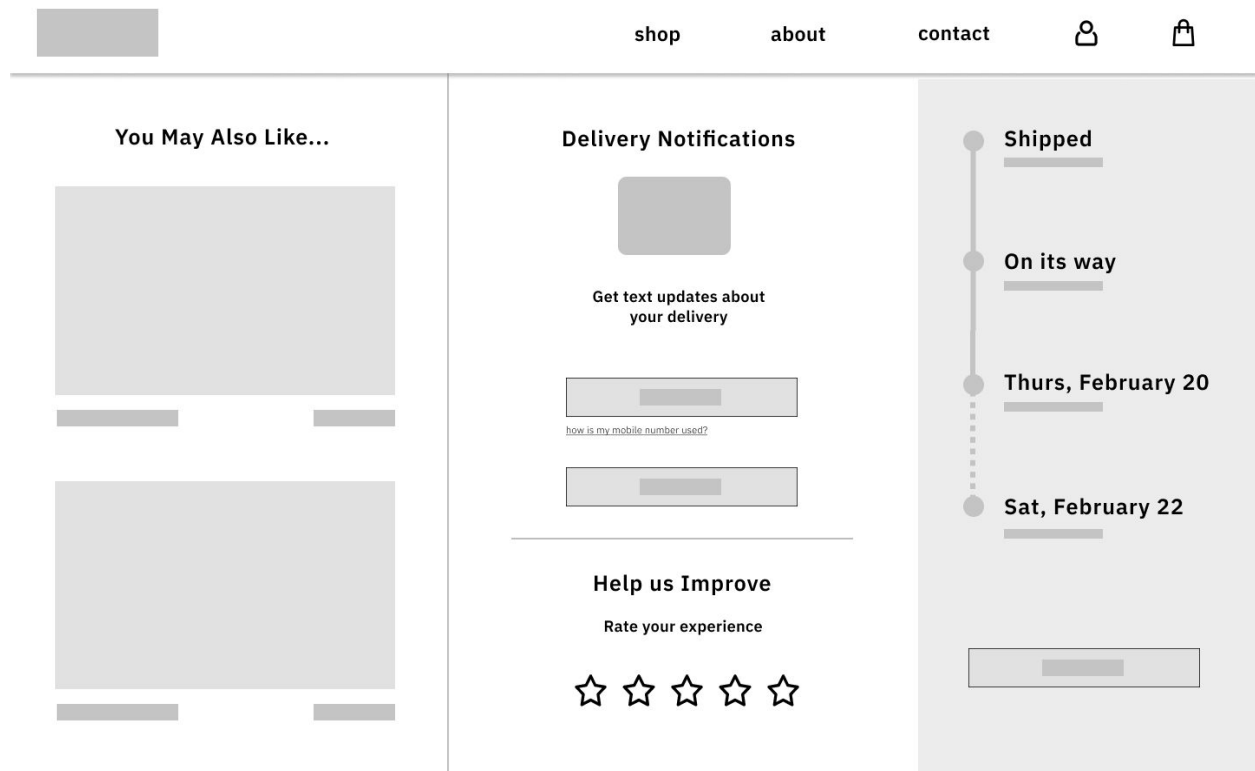 shop
about
contact
You May Also Like...
Delivery Notifications
Get text updates about
your delivery
how is my mobile number used?
Help us Improve
Rate your experience
Shipped
On its way
Thurs, February 20
Sat, February 22